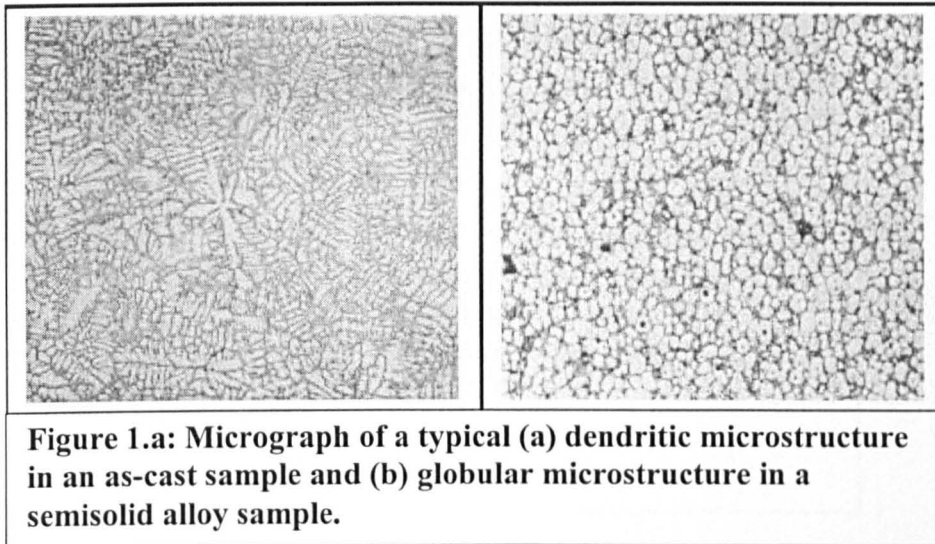 Figure 1.a: Micrograph of a typical (a) dendritic microstructure
in an as-cast sample and (b) globular microstructure in a
semisolid alloy sample.